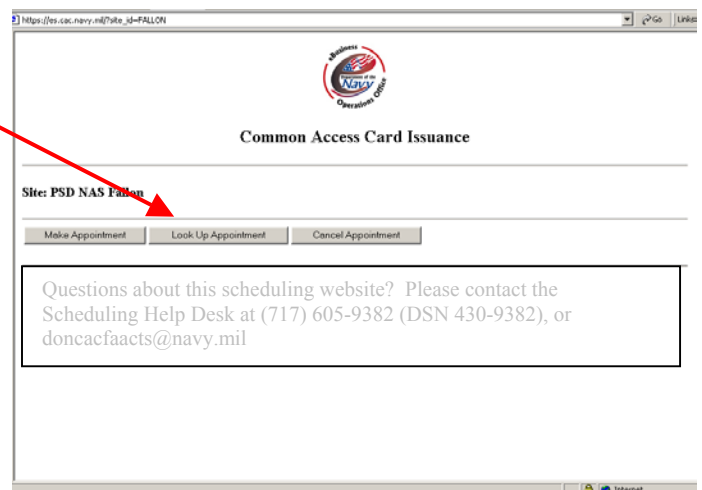 https://es.cac.navy.mil/?site_id=FALLON Go Links
eBusiness
Department of the
Navy
Operations Office
Common Access Card Issuance
Site: PSD NAS Fallon
Make Appointment Look Up Appointment Cancel Appointment
Questions about this scheduling website? Please contact the
Scheduling Help Desk at (717) 605-9382 (DSN 430-9382), or
doncacfaacts@navy.mil
Internet